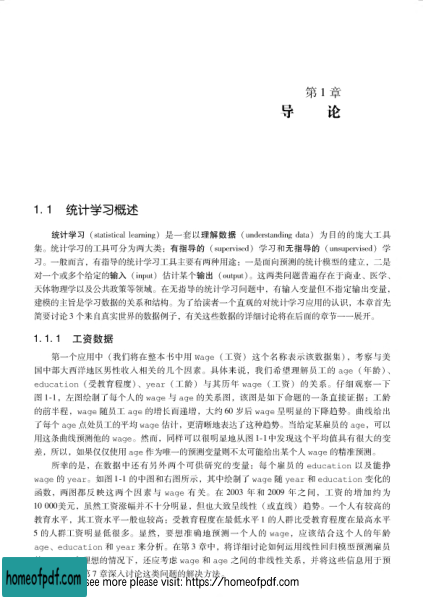 第 1 章
导 论
1.1 统计学习概述
统计学习（statistical learning）是一套以理解数据（understanding data）为目的的庞大工具
集。统计学习的工具可分为两大类：有指导的（supervised）学习和无指导的（unsupervised）学
习。一般而言，有指导的统计学习工具主要有两种用途：一是面向预测的统计模型的建立，二是
对一个或多个给定的输入（input）估计某个输出（output）。这两类问题普遍存在于商业、医学、
天体物理学以及公共政策等领域。在无指导的统计学习问题中，有输入变量但不指定输出变量，
建模的主旨是学习数据的关系和结构。为了给读者一个直观的对统计学习应用的认识，本章首先
简要讨论 3 个来自真实世界的数据例子，有关这些数据的详细讨论将在后面的章节一一展开。
1.1.1 工资数据
第一个应用中（我们将在整本书中用 Wage（工资）这个名称表示该数据集），考察与美
国中部大西洋地区男性收入相关的几个因素。具体来说，我们希望理解员工的 age（年龄）、
education（受教育程度）、year（工龄）与其历年 wage（工资）的关系。仔细观察一下
图 1-1，左图绘制了每个人的 wage 与 age 的关系图，该图是如下命题的一条直接证据：工龄
的前半程，wage 随员工 age 的增长而递增，大约 60 岁后 wage 呈明显的下降趋势。曲线给出
了每个 age 点处员工的平均 wage 估计，更清晰地表达了这种趋势。当给定某雇员的 age，可以
用这条曲线预测他的 wage。然而，同样可以很明显地从图 1-1 中发现这个平均值具有很大的变
差，所以，如果仅仅使用 age 作为唯一的预测变量则不太可能给出某个人 wage 的精准预测。
所幸的是，在数据中还有另外两个可供研究的变量：每个雇员的 education 以及能挣
wage 的 year。如图 1-1 的中图和右图所示，其中绘制了 wage 随 year 和 education 变化的
函数，两图都反映这两个因素与 wage 有关。在 2003 年和 2009 年之间，工资的增加约为
10 000美元，虽然工资涨幅并不十分明显，但也大致呈线性（或直线）趋势。一个人有较高的
教育水平，其工资水平一般也较高：受教育程度在最低水平 1 的人群比受教育程度在最高水平
5 的人群工资明显低很多。显然，要想准确地预测一个人的 wage，应该结合这个人的年龄
age、education 和 year 来分析。在第 3 章中，将详细讨论如何运用线性回归模型预测雇员
理想的情况下，还应考虑 wage 和 age 之间的非线性关系，并将这些信息用于预
第 7 章深入讨论这类问题的解决方法。
homeofpdf.com
see more please visit: https://homeofpdf.com